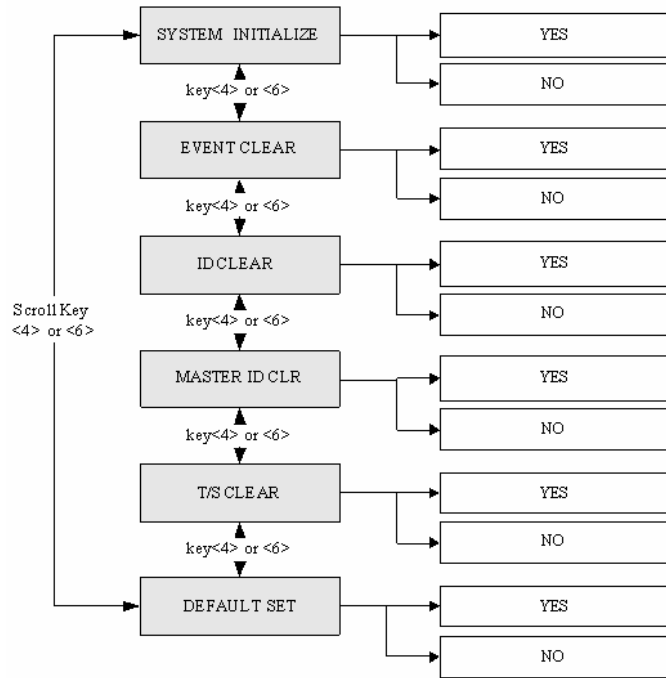 SYSTEM INITIALIZE
YES
NO
key<4> or <6>
EVENT CLEAR
YES
NO
key<4> or <6>
ID CLEAR
YES
NO
Scroll Key
<4> or <6>
key<4> or <6>
MASTER ID CLR
YES
NO
key<4> or <6>
T/S CLEAR
YES
NO
key<4> or <6>
DEFAULT SET
YES
NO